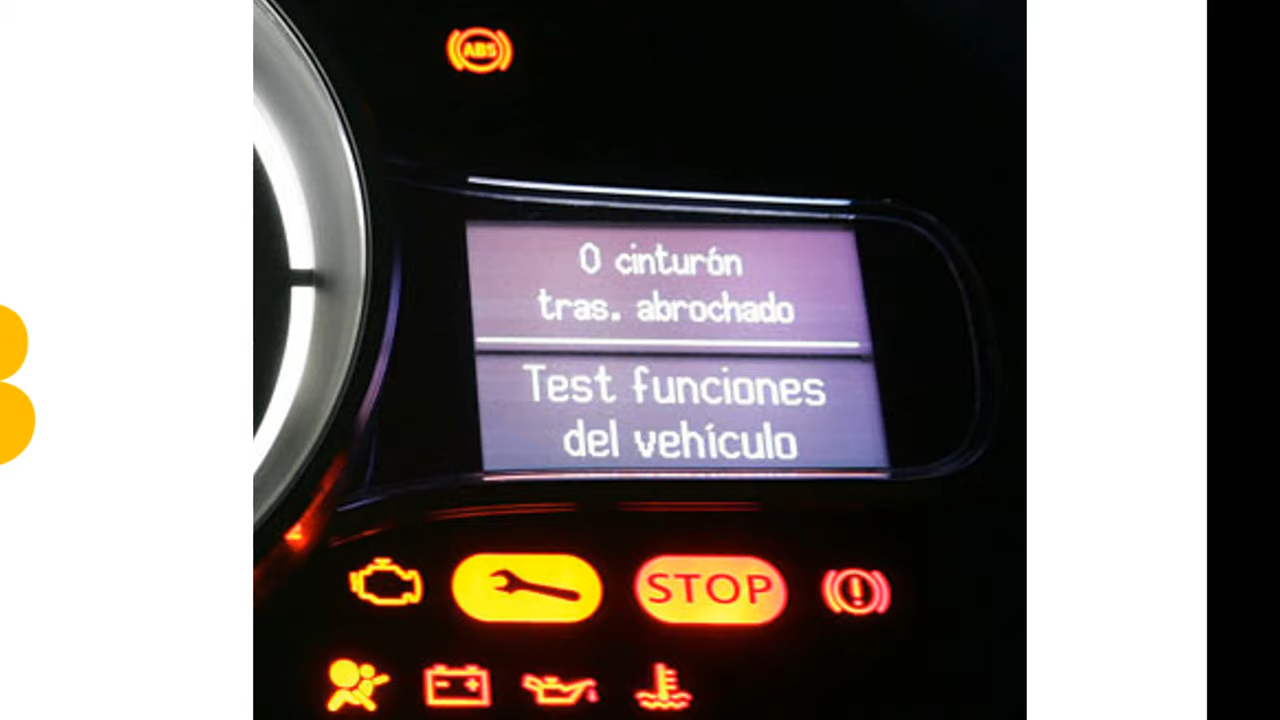 ABS
0 cinturón
tras. abrochado
Test funciones
del vehículo
STOP